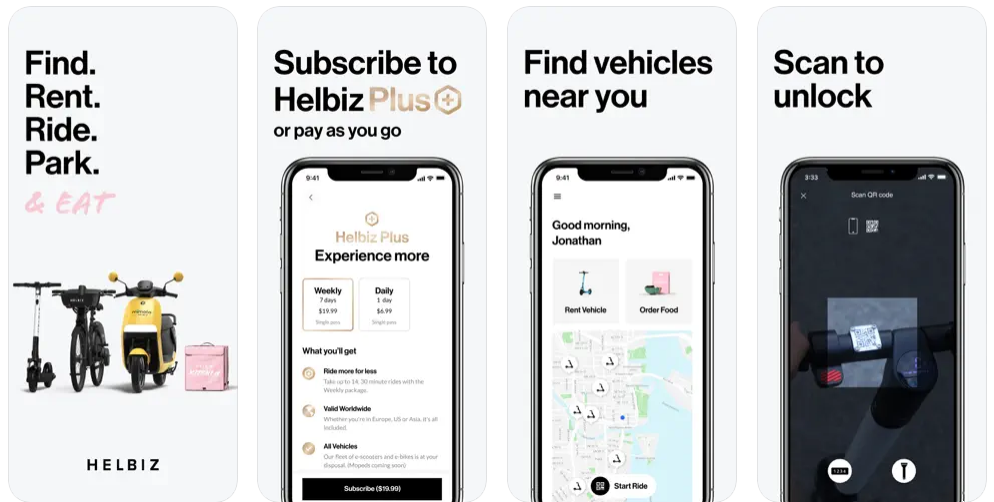 Find.
Rent.
Ride.
Park.
& EAT
HELBIZ
HELBIZ
Subscribe to
Helbiz Plus
or pay as you go
9:41
Helbiz Plus
Experience more
Weekly
7 days
$19.99
Single pass
Daily
1 day
$6.99
Single pass
What you'll get
Ride more for less
Take up to 14, 30 minute rides with the
Weekly package.
Valid Worldwide
Whether you're in Europe, US or Asia, it's all
included.
All Vehicles
Our fleet of e-scooters and e-bikes is at your
disposal. (Mopeds coming soon)
Subscribe ($19.99)
Find vehicles
near you
9:41
Good morning,
Jonathan
Rent Vehicle
Order Food
Start Ride
Scan to
unlock
3:33
Scan QR code
1 2 3 4